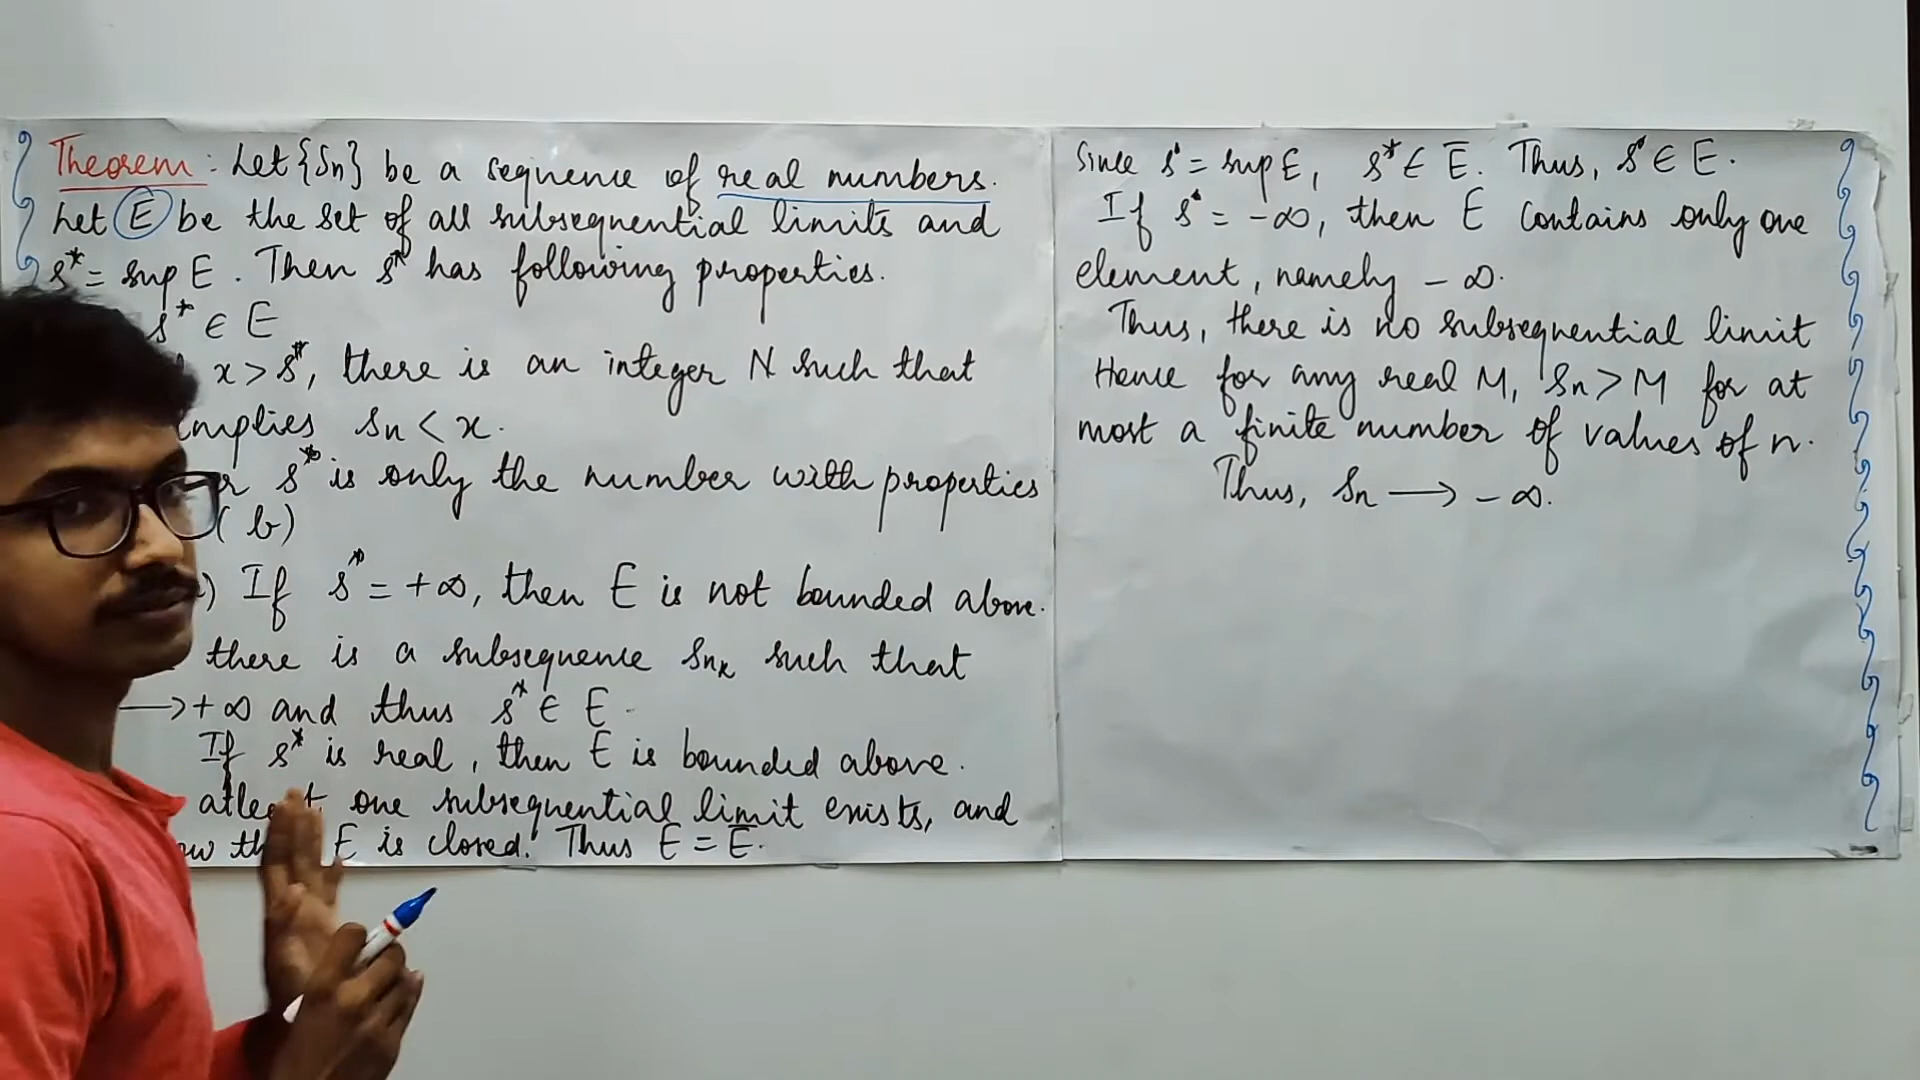 Theorem : Let {Sn} be a sequence of real numbers.
Let E be the set of all subsequential limits and
s* = sup E. Then s* has following properties.
s* ∈ E
x > s*, there is an integer N such that
implies sn < x.
s* is only the number with properties
( b)
) If s* = +∞, then E is not bounded above.
there is a subsequence snk such that
→ +∞ and thus s* ∈ E.
If s* is real, then E is bounded above.
atleast one subsequential limit exists, and
E is closed. Thus E = E̅.
Since s* = sup E, s* ∈ E̅. Thus, s* ∈ E.
If s* = -∞, then E contains only one
element, namely -∞.
Thus, there is no subsequential limit
Hence for any real M, sn > M for at
most a finite number of values of n.
Thus, sn → -∞.